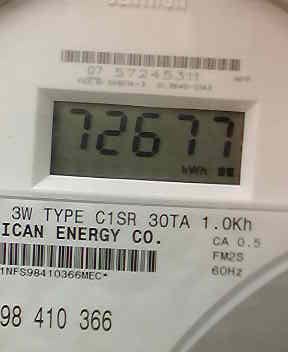 07 57245311
72677
kWh
3W TYPE C1SR 30TA 1.0Kh
ICAN ENERGY CO.
CA 0.5
FM2S
60Hz
1NFS98410366MEC*
98 410 366